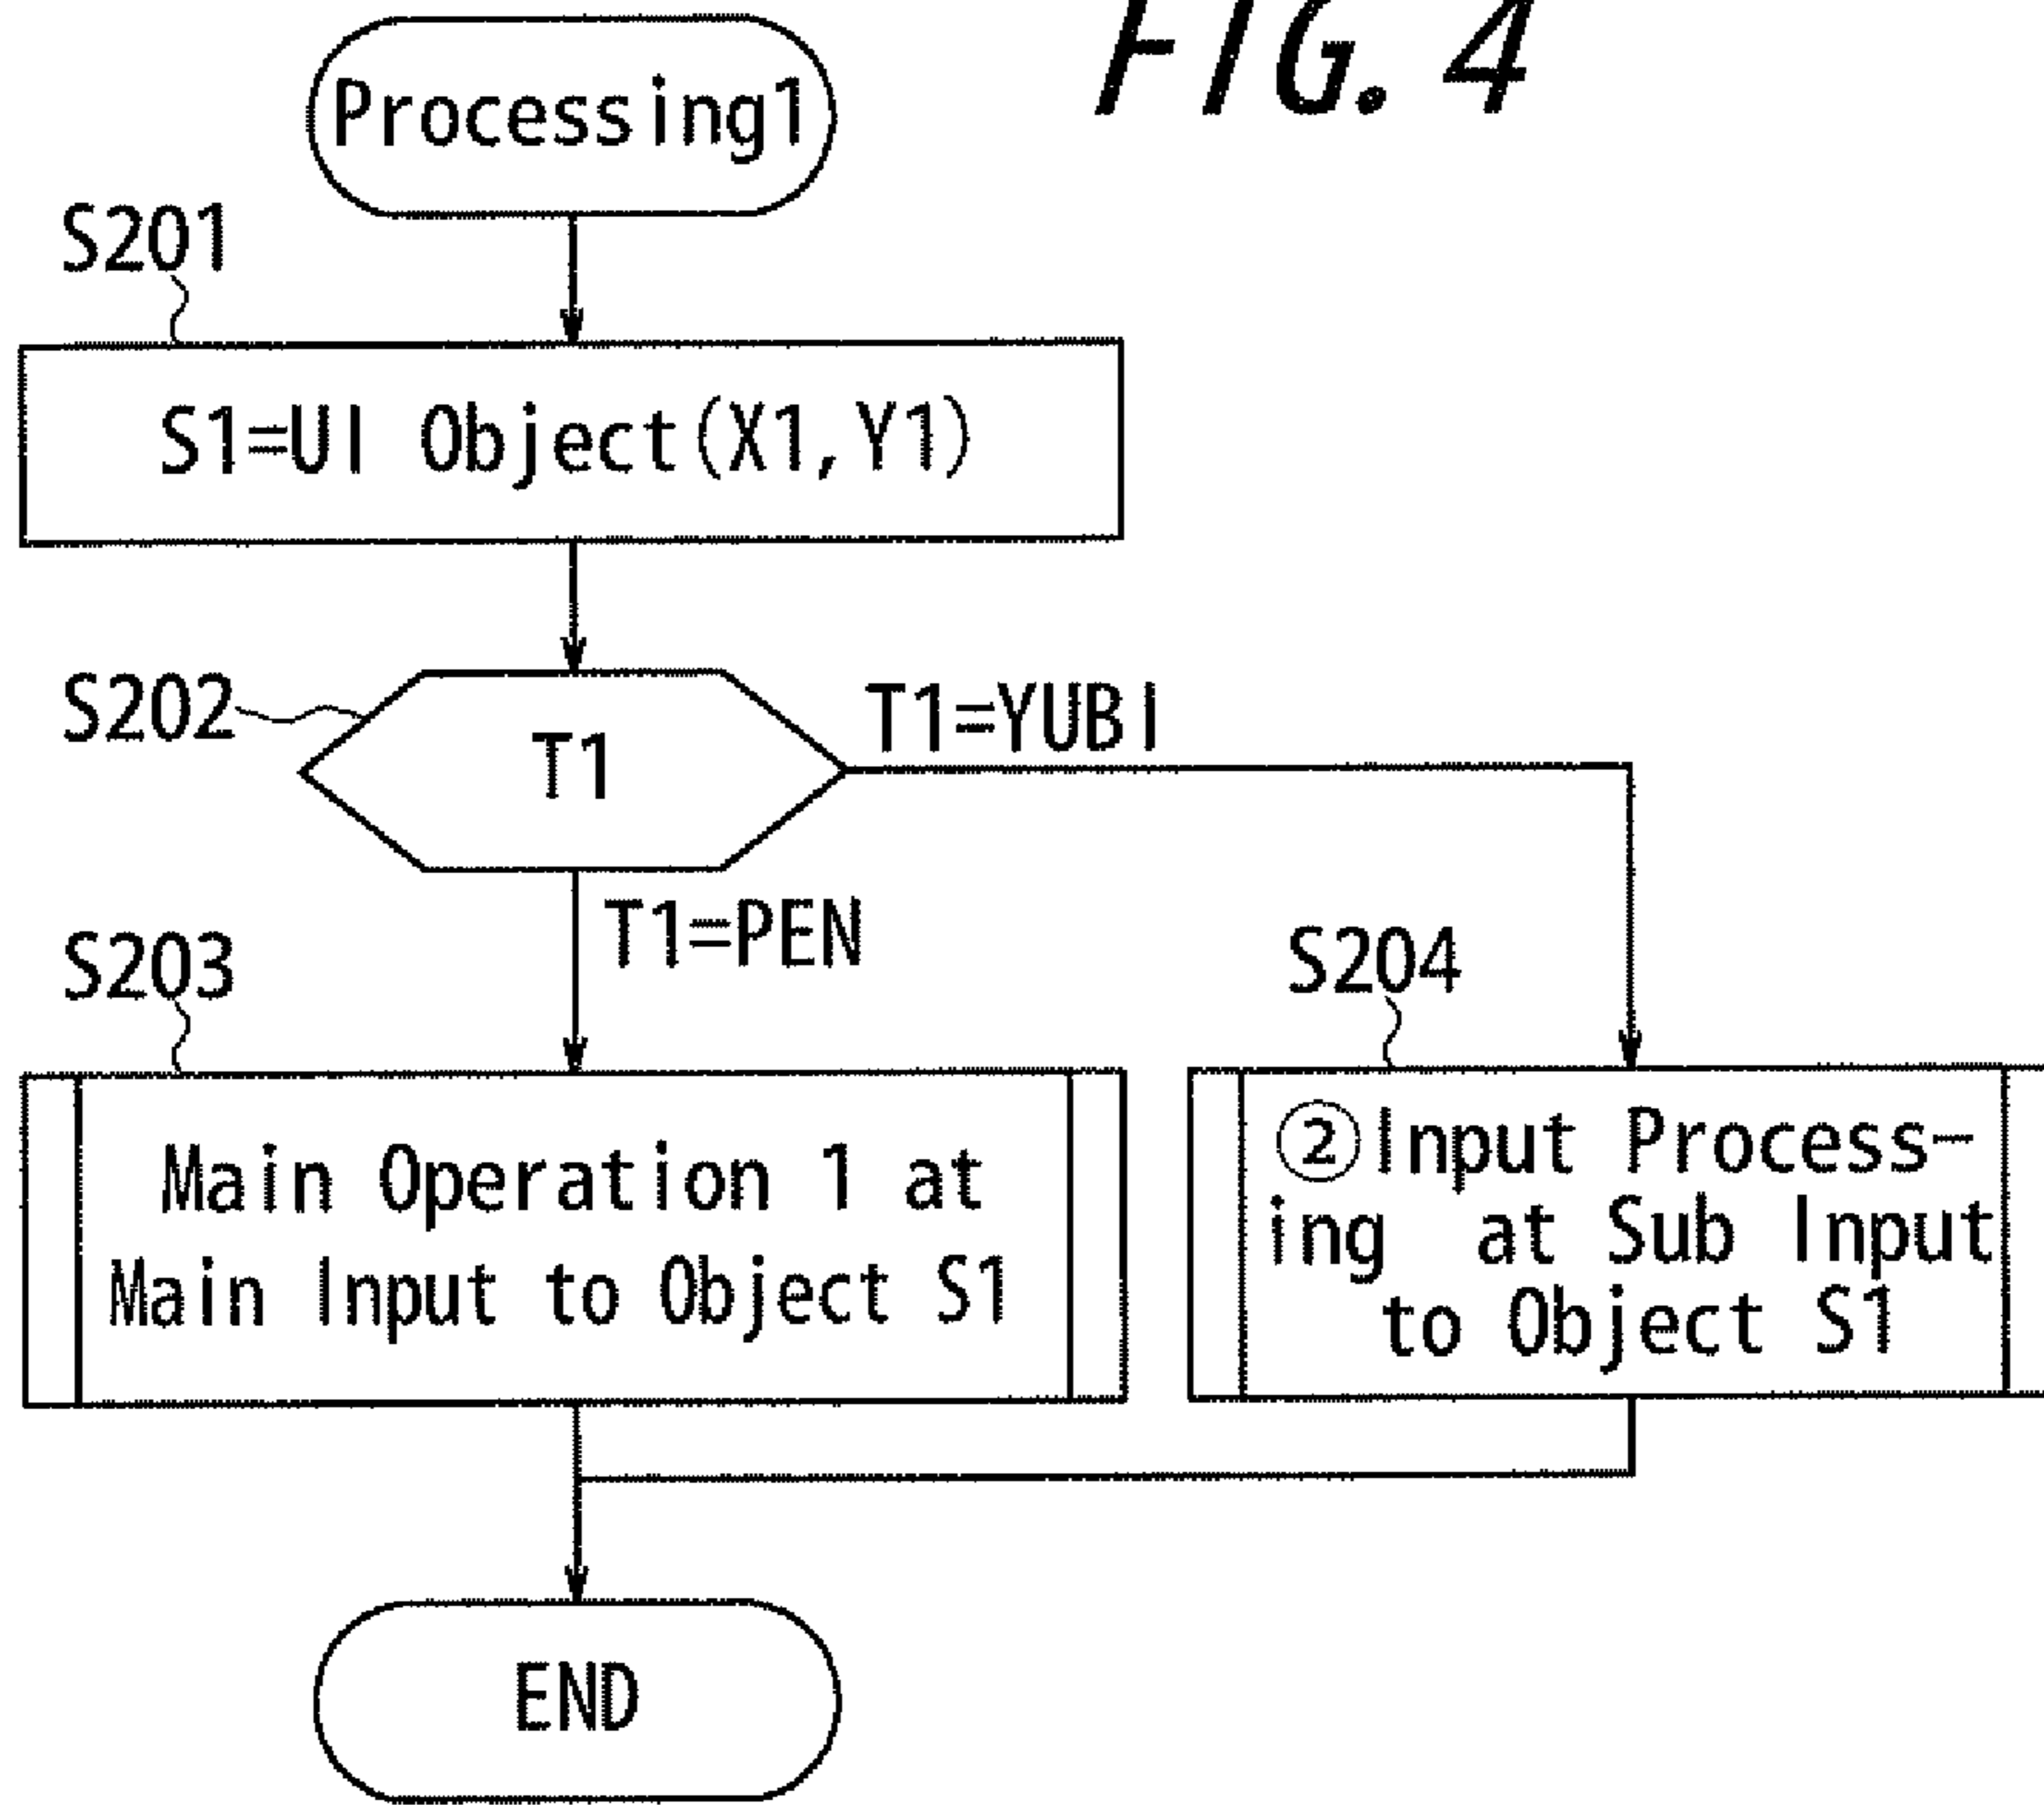 FIG. 4
Processing1
S201
S1=UI Object(X1,Y1)
S202
T1=YUBI
T1
T1=PEN
S203
S204
Main Operation 1 at
Main Input to Object S1
②Input Process-
ing at Sub Input
to Object S1
END